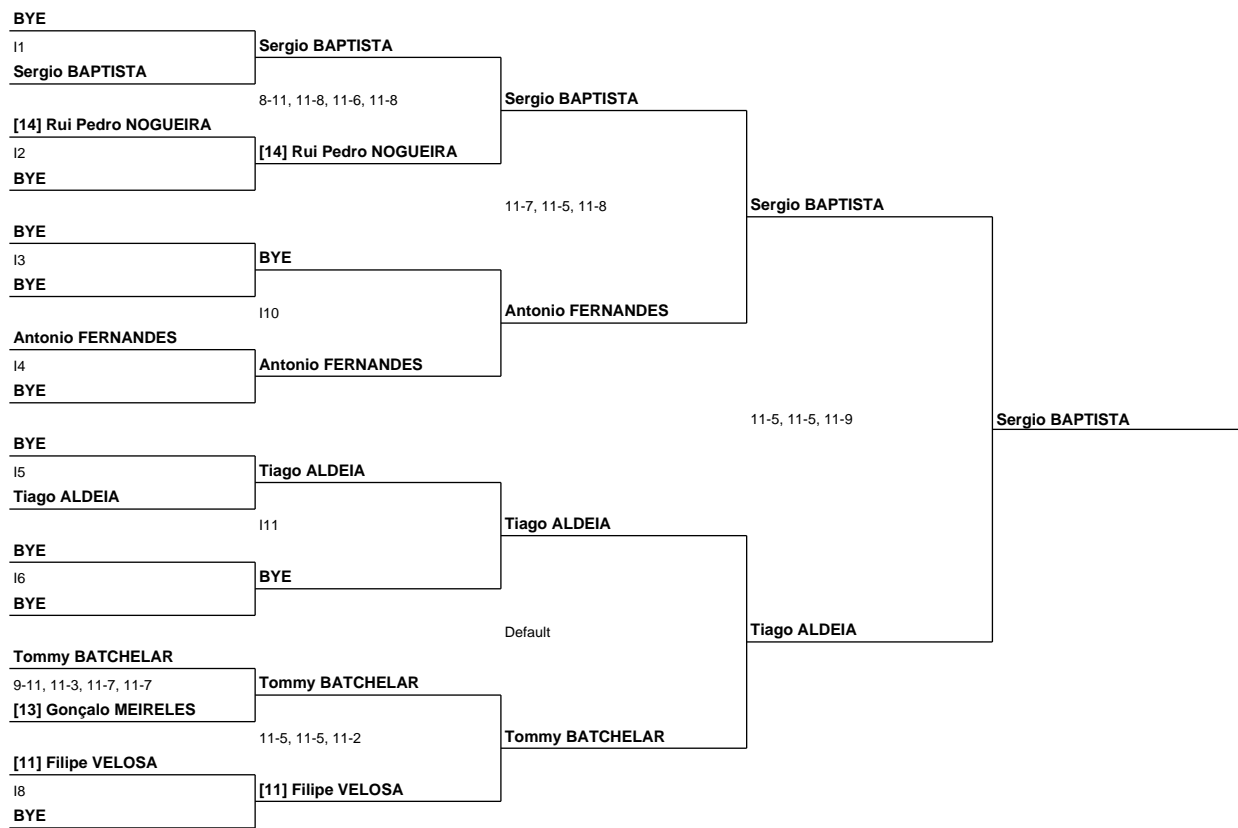 BYE
I1
Sergio BAPTISTA
Sergio BAPTISTA
8-11, 11-8, 11-6, 11-8
Sergio BAPTISTA
[14] Rui Pedro NOGUEIRA
I2
[14] Rui Pedro NOGUEIRA
BYE
11-7, 11-5, 11-8
Sergio BAPTISTA
BYE
I3
BYE
BYE
I10
Antonio FERNANDES
Antonio FERNANDES
I4
Antonio FERNANDES
BYE
11-5, 11-5, 11-9
Sergio BAPTISTA
BYE
I5
Tiago ALDEIA
Tiago ALDEIA
I11
Tiago ALDEIA
BYE
I6
BYE
BYE
Default
Tiago ALDEIA
Tommy BATCHELAR
9-11, 11-3, 11-7, 11-7
Tommy BATCHELAR
[13] Gonçalo MEIRELES
11-5, 11-5, 11-2
Tommy BATCHELAR
[11] Filipe VELOSA
I8
[11] Filipe VELOSA
BYE